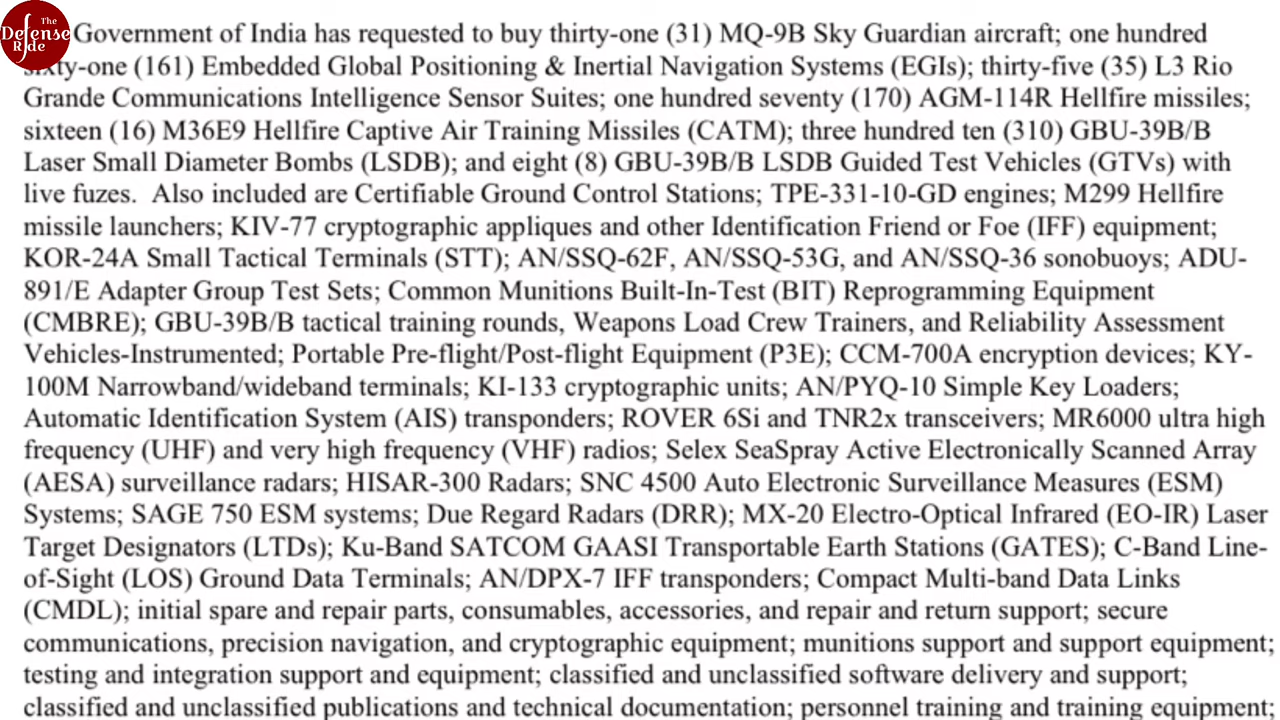 The
Defense
R de
Government of India has requested to buy thirty-one (31) MQ-9B Sky Guardian aircraft; one hundred
sixty-one (161) Embedded Global Positioning & Inertial Navigation Systems (EGIs); thirty-five (35) L3 Rio
Grande Communications Intelligence Sensor Suites; one hundred seventy (170) AGM-114R Hellfire missiles;
sixteen (16) M36E9 Hellfire Captive Air Training Missiles (CATM); three hundred ten (310) GBU-39B/B
Laser Small Diameter Bombs (LSDB); and eight (8) GBU-39B/B LSDB Guided Test Vehicles (GTVs) with
live fuzes.  Also included are Certifiable Ground Control Stations; TPE-331-10-GD engines; M299 Hellfire
missile launchers; KIV-77 cryptographic appliques and other Identification Friend or Foe (IFF) equipment;
KOR-24A Small Tactical Terminals (STT); AN/SSQ-62F, AN/SSQ-53G, and AN/SSQ-36 sonobuoys; ADU-
891/E Adapter Group Test Sets; Common Munitions Built-In-Test (BIT) Reprogramming Equipment
(CMBRE); GBU-39B/B tactical training rounds, Weapons Load Crew Trainers, and Reliability Assessment
Vehicles-Instrumented; Portable Pre-flight/Post-flight Equipment (P3E); CCM-700A encryption devices; KY-
100M Narrowband/wideband terminals; KI-133 cryptographic units; AN/PYQ-10 Simple Key Loaders;
Automatic Identification System (AIS) transponders; ROVER 6Si and TNR2x transceivers; MR6000 ultra high
frequency (UHF) and very high frequency (VHF) radios; Selex SeaSpray Active Electronically Scanned Array
(AESA) surveillance radars; HISAR-300 Radars; SNC 4500 Auto Electronic Surveillance Measures (ESM)
Systems; SAGE 750 ESM systems; Due Regard Radars (DRR); MX-20 Electro-Optical Infrared (EO-IR) Laser
Target Designators (LTDs); Ku-Band SATCOM GAASI Transportable Earth Stations (GATES); C-Band Line-
of-Sight (LOS) Ground Data Terminals; AN/DPX-7 IFF transponders; Compact Multi-band Data Links
(CMDL); initial spare and repair parts, consumables, accessories, and repair and return support; secure
communications, precision navigation, and cryptographic equipment; munitions support and support equipment;
testing and integration support and equipment; classified and unclassified software delivery and support;
classified and unclassified publications and technical documentation; personnel training and training equipment;